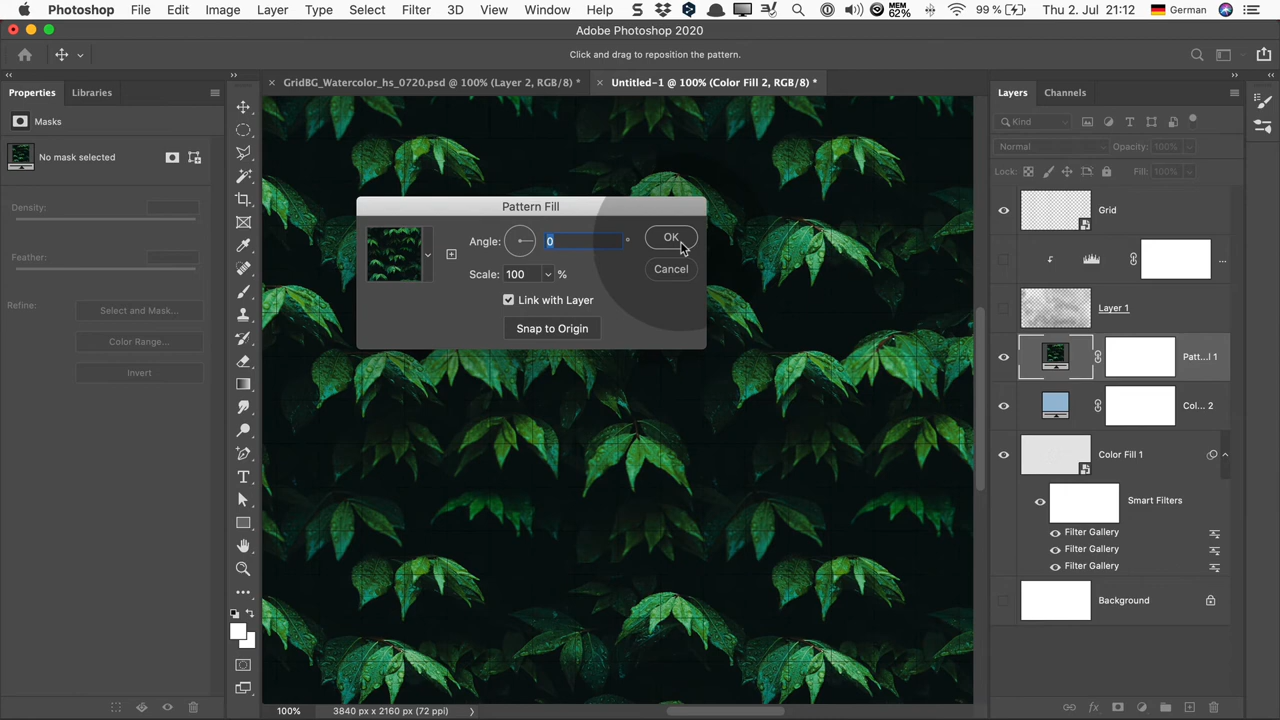 Photoshop File Edit Image Layer Type Select Filter 3D View Window Help S MEM 62% 99 % Thu 2. Jul 21:12 German
Adobe Photoshop 2020
Click and drag to reposition the pattern.
Properties Libraries
× GridBG_Watercolor_hs_0720.psd @ 100% (Layer 2, RGB/8) * × Untitled-1 @ 100% (Color Fill 2, RGB/8) *
Layers Channels
Masks
No mask selected
Density:
Feather:
Refine: Select and Mask...
Color Range...
Invert
Pattern Fill
Angle: 0 °
OK
Scale: 100 %
Cancel
Link with Layer
Snap to Origin
Kind
Normal Opacity: 100%
Lock: Fill: 100%
Grid
...
Layer 1
Patt...l 1
Col... 2
Color Fill 1
Smart Filters
Filter Gallery
Filter Gallery
Filter Gallery
Background
100% 3840 px x 2160 px (72 ppi)
fx